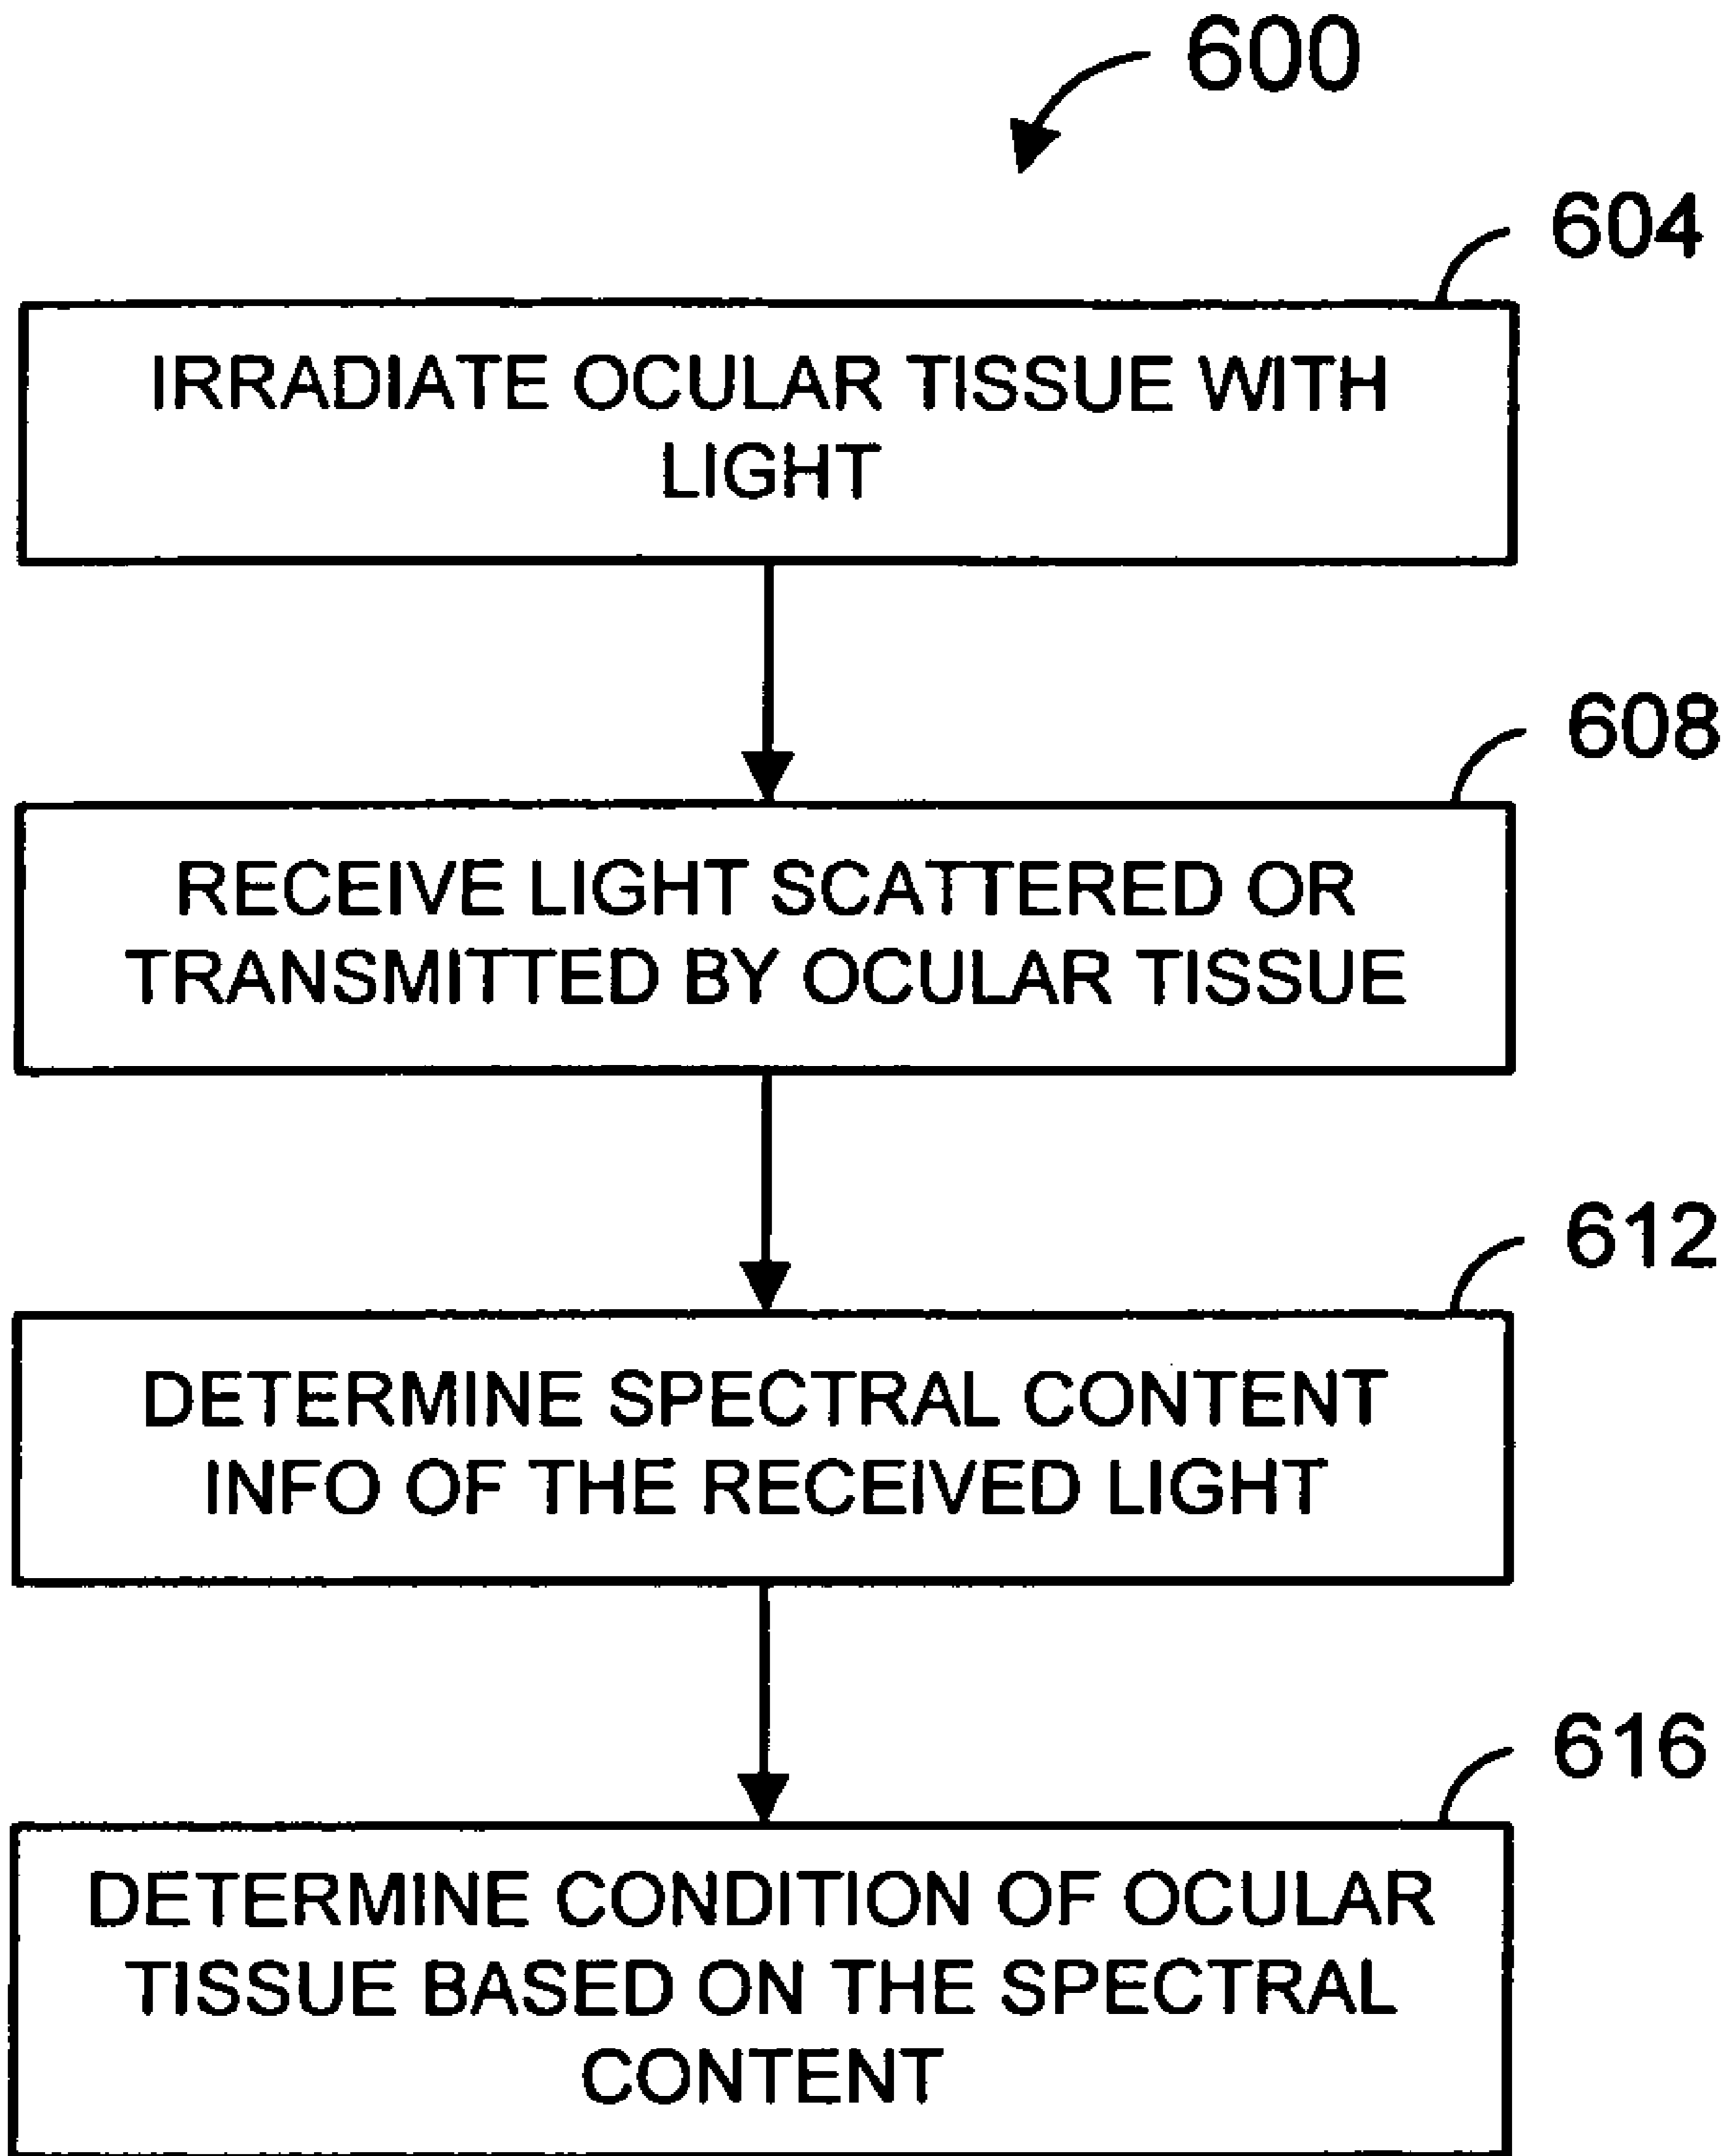 600
604
IRRADIATE OCULAR TISSUE WITH
LIGHT
608
RECEIVE LIGHT SCATTERED OR
TRANSMITTED BY OCULAR TISSUE
612
DETERMINE SPECTRAL CONTENT
INFO OF THE RECEIVED LIGHT
616
DETERMINE CONDITION OF OCULAR
TISSUE BASED ON THE SPECTRAL
CONTENT